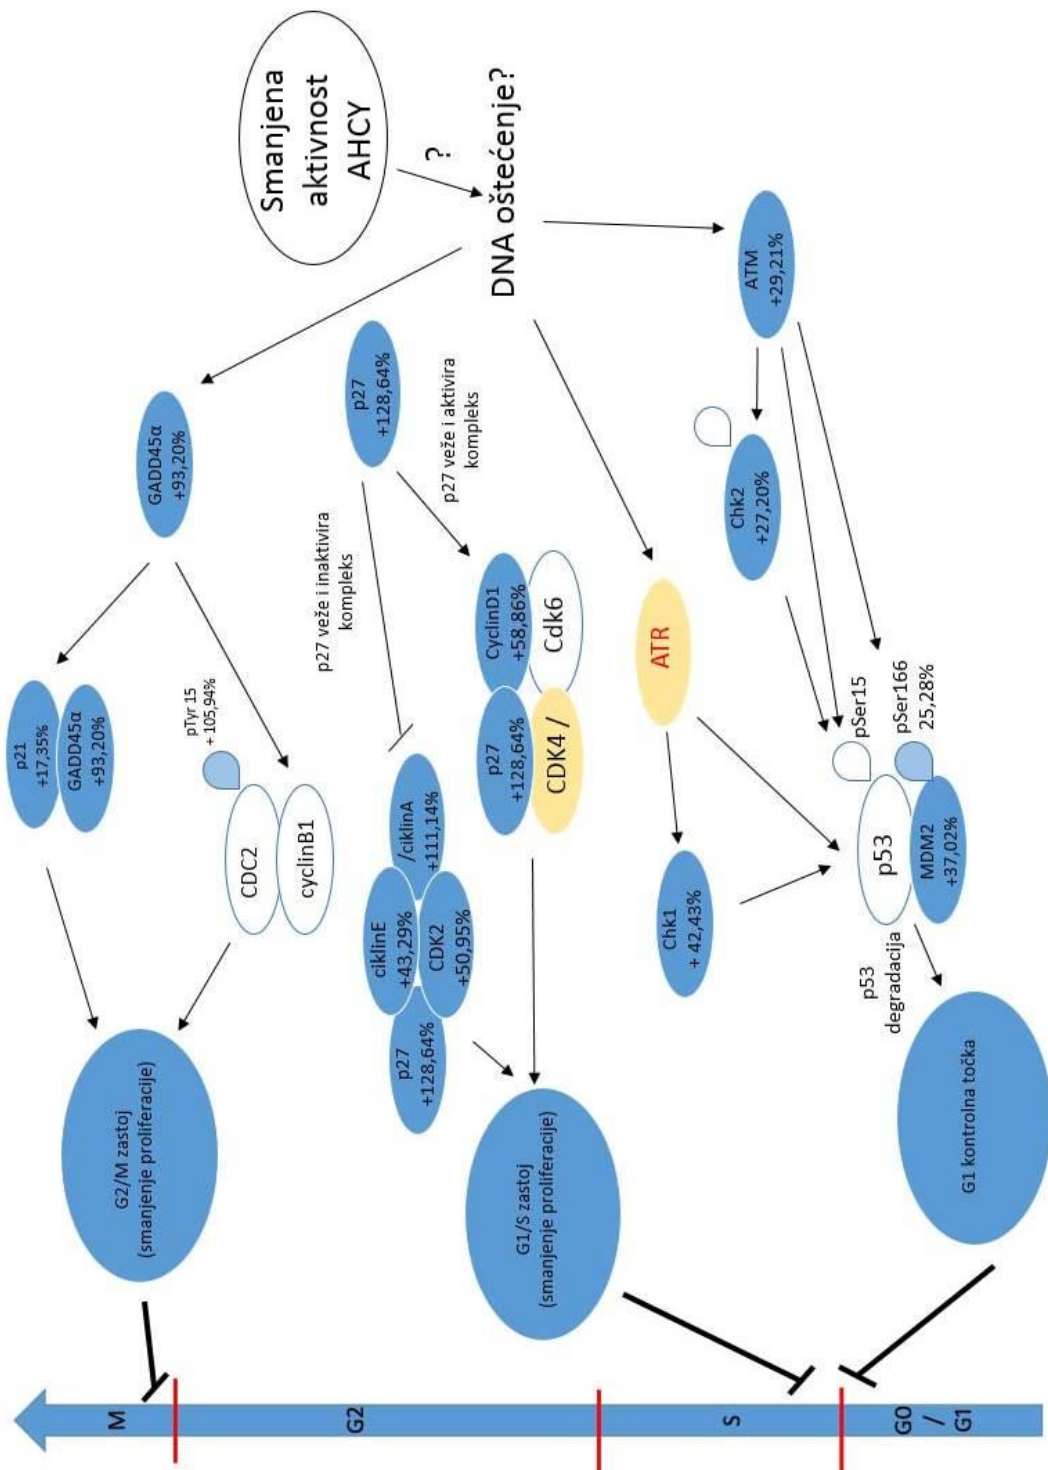 Smanjena
aktivnost
AHCY
?
DNA oštećenje?
GADD45α
+93,20%
p21
+17,35%
GADD45α
+93,20%
pTyr 15
+ 105,94%
CDC2
cyclinB1
G2/M zastoj
(smanjenje proliferacije)
p27
+128,64%
p27 veže i inaktivira
kompleks
p27 veže i aktivira
kompleks
/ciklinA
+111,14%
ciklinE
+43,29%
CDK2
+50,95%
p27
+128,64%
CyclinD1
+58,86%
Cdk6
p27
+128,64%
CDK4 /
G1/S zastoj
(smanjenje proliferacije)
ATR
Chk1
+ 42,43%
ATM
+29,21%
Chk2
+27,20%
pSer15
pSer166
25,28%
p53
MDM2
+37,02%
p53
degradacija
G1 kontrolna točka
G0
/
G1
S
G2
M